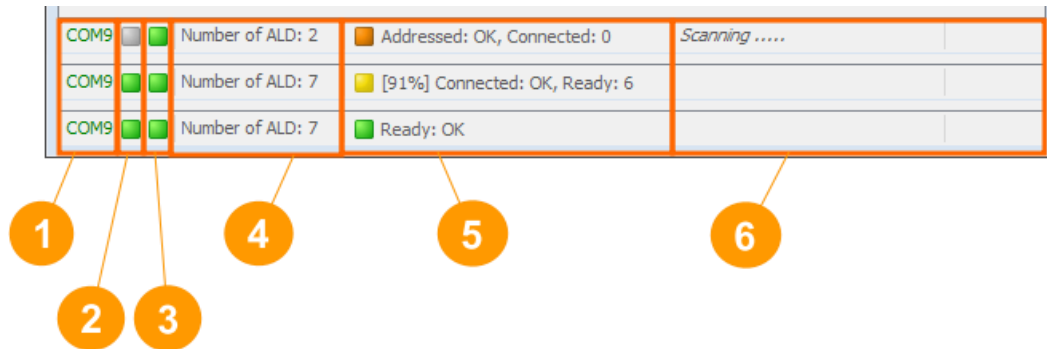 COM9 Number of ALD: 2 Addressed: OK, Connected: 0 Scanning .....
COM9 Number of ALD: 7 [91%] Connected: OK, Ready: 6
COM9 Number of ALD: 7 Ready: OK
1 4 5 6
2 3